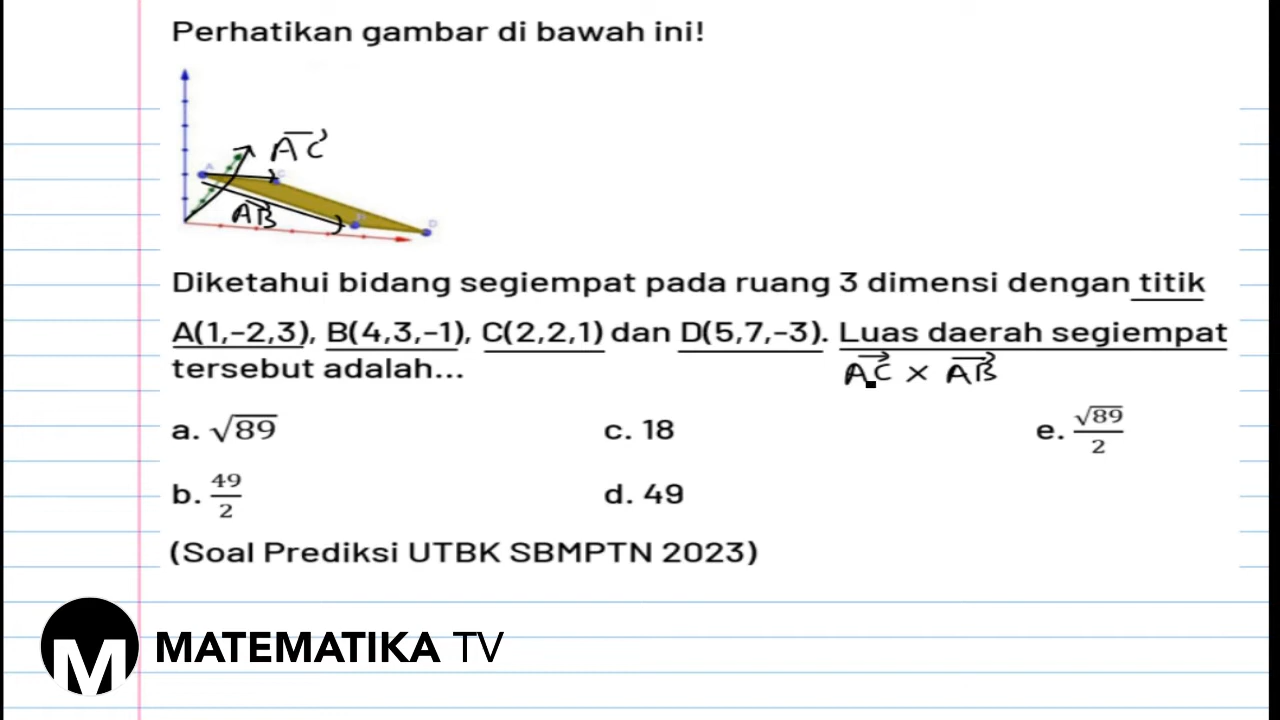 Perhatikan gambar di bawah ini!
A
C
B
D
AC
AB
Diketahui bidang segiempat pada ruang 3 dimensi dengan titik
A(1,-2,3), B(4,3,-1), C(2,2,1) dan D(5,7,-3). Luas daerah segiempat
tersebut adalah...
AC × AB
a. √89 c. 18 e. √89/2
b. 49/2 d. 49
(Soal Prediksi UTBK SBMPTN 2023)
M MATEMATIKA TV